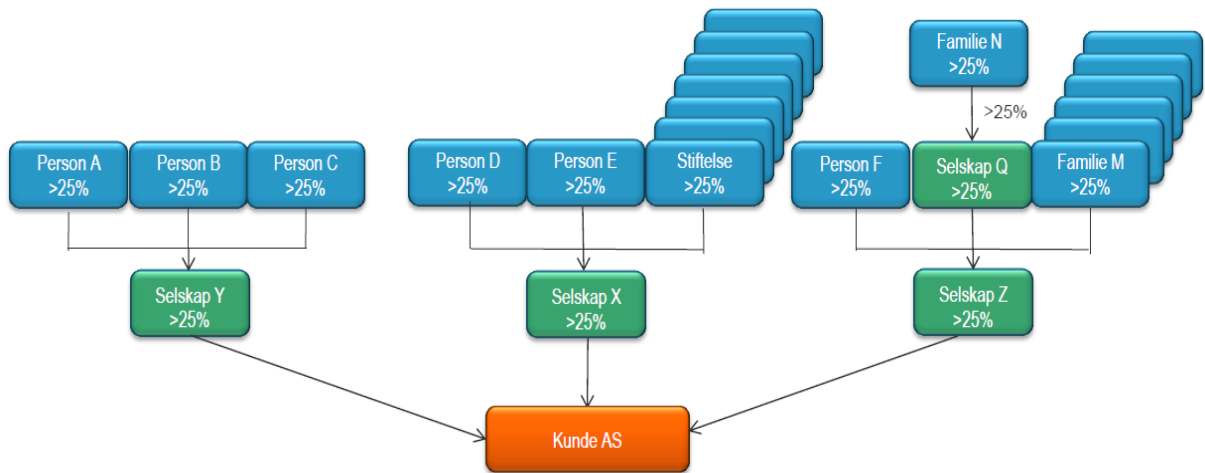 Familie N
>25%
>25%
Person A
>25%
Person B
>25%
Person C
>25%
Person D
>25%
Person E
>25%
Stiftelse
>25%
Person F
>25%
Selskap Q
>25%
Familie M
>25%
Selskap Y
>25%
Selskap X
>25%
Selskap Z
>25%
Kunde AS